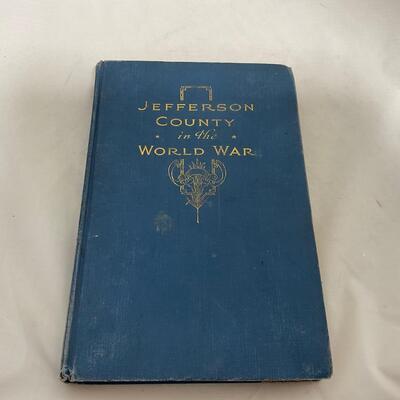 JEFFERSON
COUNTY
in the
WORLD WAR